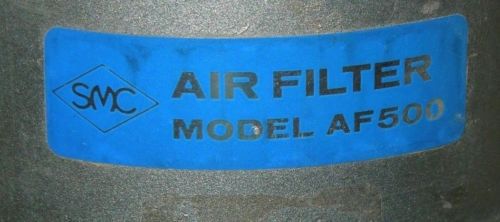 SMC
AIR FILTER
MODEL AF500